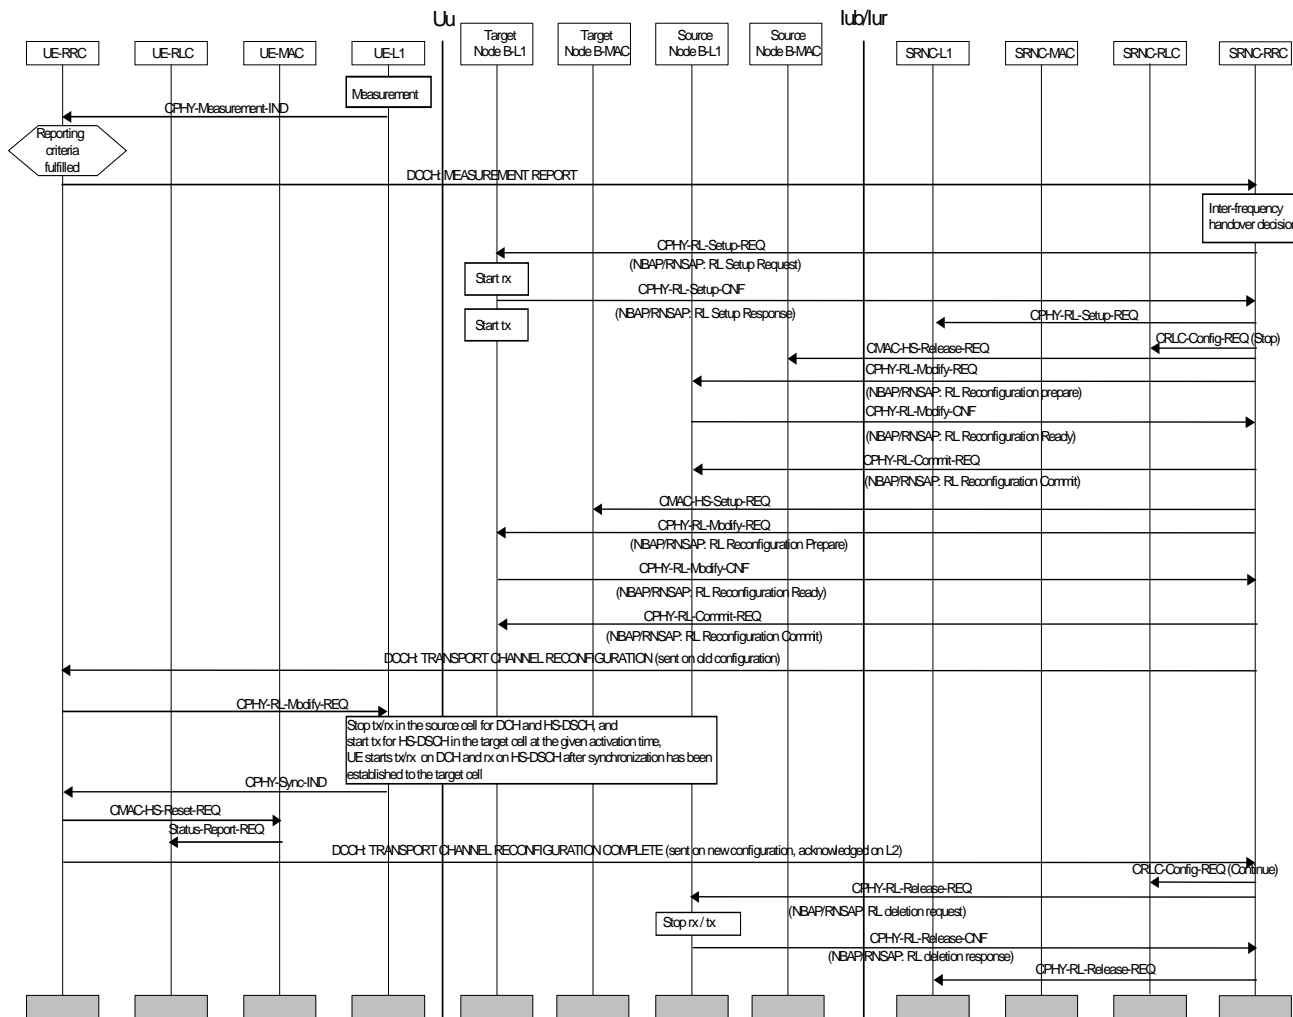 Uu
Iub/Iur
UE-RRC
UE-RLC
UE-MAC
UE-L1
Target
Node B-L1
Target
Node B-MAC
Source
Node B-L1
Source
Node B-MAC
SRNC-L1
SRNC-MAC
SRNC-RLC
SRNC-RRC
Measurement
CPHY-Measurement-IND
Reporting
criteria
fulfilled
DCCH: MEASUREMENT REPORT
Inter-frequency
handover decision
CPHY-RL-Setup-REQ
(NBAP/RNSAP: RL Setup Request)
Start rx
CPHY-RL-Setup-CNF
(NBAP/RNSAP: RL Setup Response)
Start tx
CPHY-RL-Setup-REQ
CRLC-Config-REQ (Stop)
CMAC-HS-Release-REQ
CPHY-RL-Modify-REQ
(NBAP/RNSAP: RL Reconfiguration prepare)
CPHY-RL-Modify-CNF
(NBAP/RNSAP: RL Reconfiguration Ready)
CPHY-RL-Commit-REQ
(NBAP/RNSAP: RL Reconfiguration Commit)
CMAC-HS-Setup-REQ
CPHY-RL-Modify-REQ
(NBAP/RNSAP: RL Reconfiguration Prepare)
CPHY-RL-Modify-CNF
(NBAP/RNSAP: RL Reconfiguration Ready)
CPHY-RL-Commit-REQ
(NBAP/RNSAP: RL Reconfiguration Commit)
DCCH: TRANSPORT CHANNEL RECONFIGURATION (sent on old configuration)
CPHY-RL-Modify-REQ
Stop tx/rx in the source cell for DCH and HS-DSCH, and
start tx for HS-DSCH in the target cell at the given activation time,
UE starts tx/rx on DCH and rx on HS-DSCH after synchronization has been
established to the target cell
CPHY-Sync-IND
CMAC-HS-Reset-REQ
Status-Report-REQ
DCCH: TRANSPORT CHANNEL RECONFIGURATION COMPLETE (sent on new configuration, acknowledged on L2)
CRLC-Config-REQ (Continue)
CPHY-RL-Release-REQ
(NBAP/RNSAP: RL deletion request)
Stop rx / tx
CPHY-RL-Release-CNF
(NBAP/RNSAP: RL deletion response)
CPHY-RL-Release-REQ